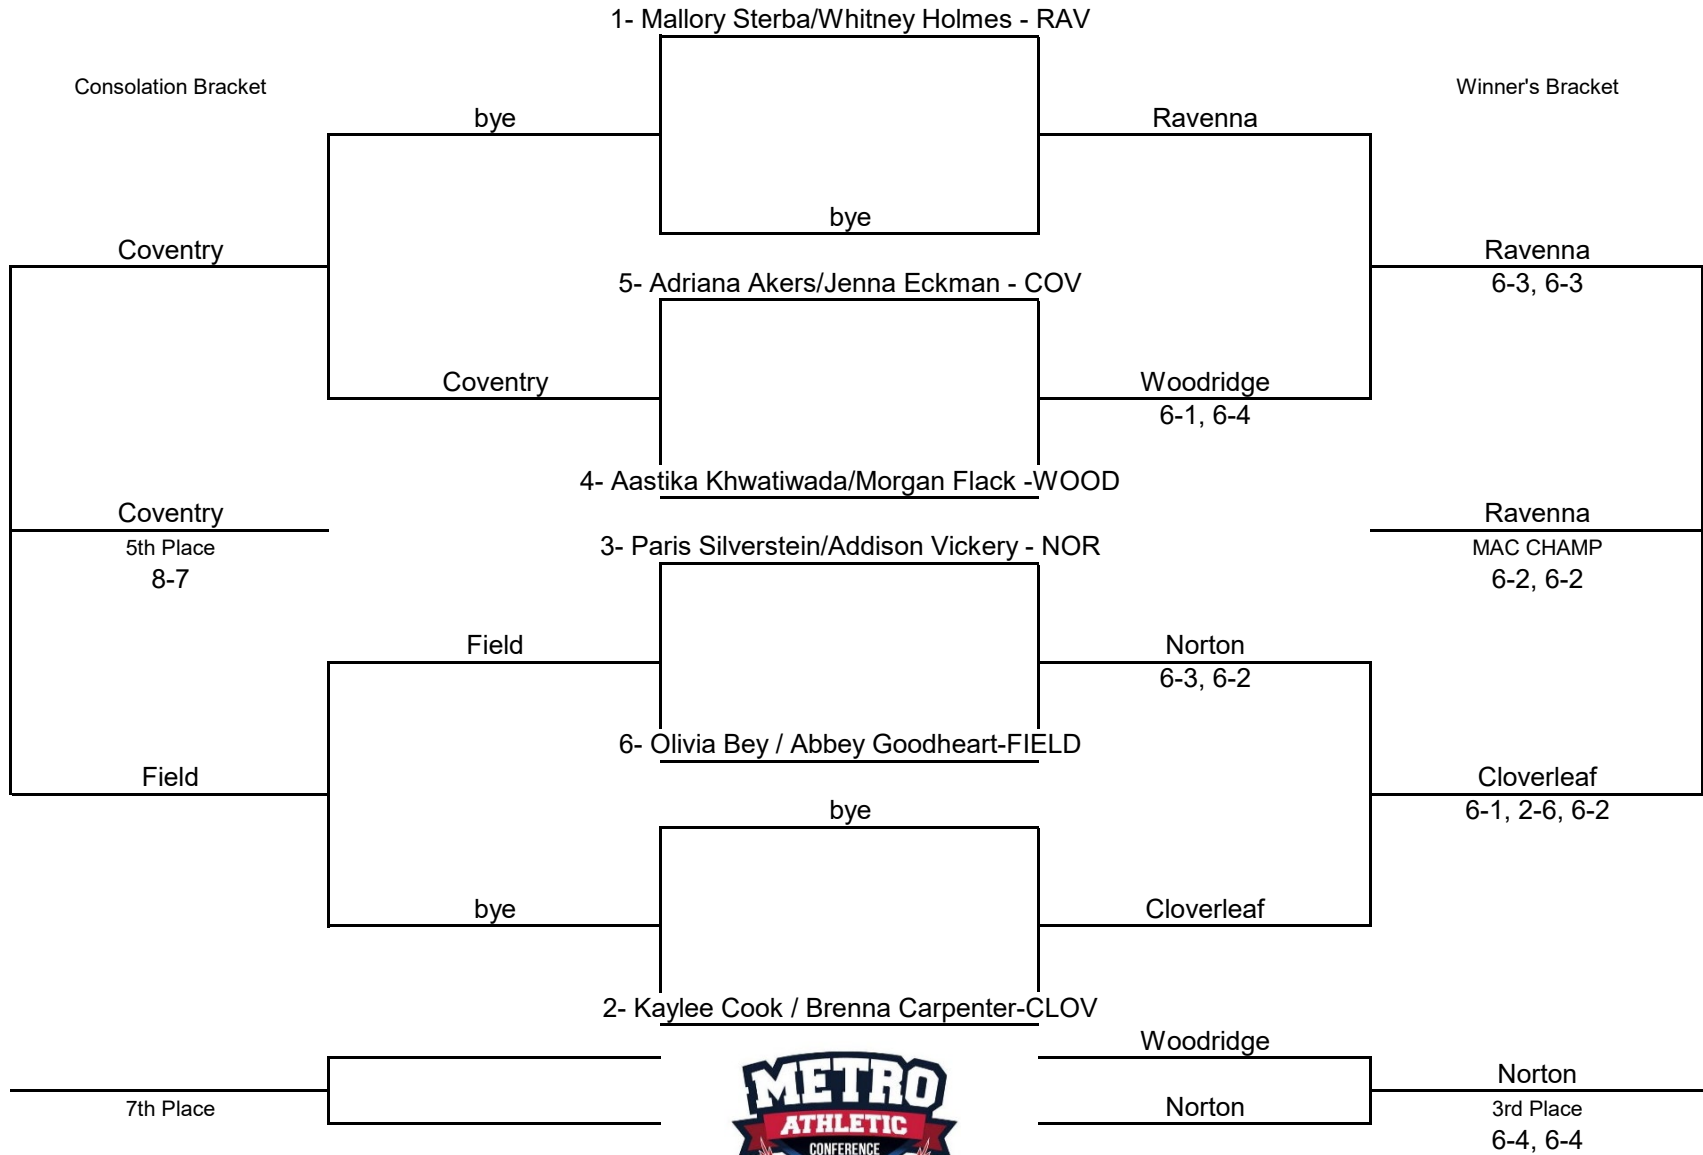 1- Mallory Sterba/Whitney Holmes - RAV
Consolation Bracket
Winner's Bracket
bye
Ravenna
bye
Coventry
Ravenna
5- Adriana Akers/Jenna Eckman - COV
6-3, 6-3
Coventry
Woodridge
6-1, 6-4
4- Aastika Khwatiwada/Morgan Flack -WOOD
Coventry
Ravenna
5th Place
3- Paris Silverstein/Addison Vickery - NOR
MAC CHAMP
8-7
6-2, 6-2
Field
Norton
6-3, 6-2
6- Olivia Bey / Abbey Goodheart-FIELD
Field
Cloverleaf
bye
6-1, 2-6, 6-2
bye
Cloverleaf
2- Kaylee Cook / Brenna Carpenter-CLOV
Woodridge
METRO
Norton
7th Place
Norton
3rd Place
ATHLETIC
CONFERENCE
6-4, 6-4